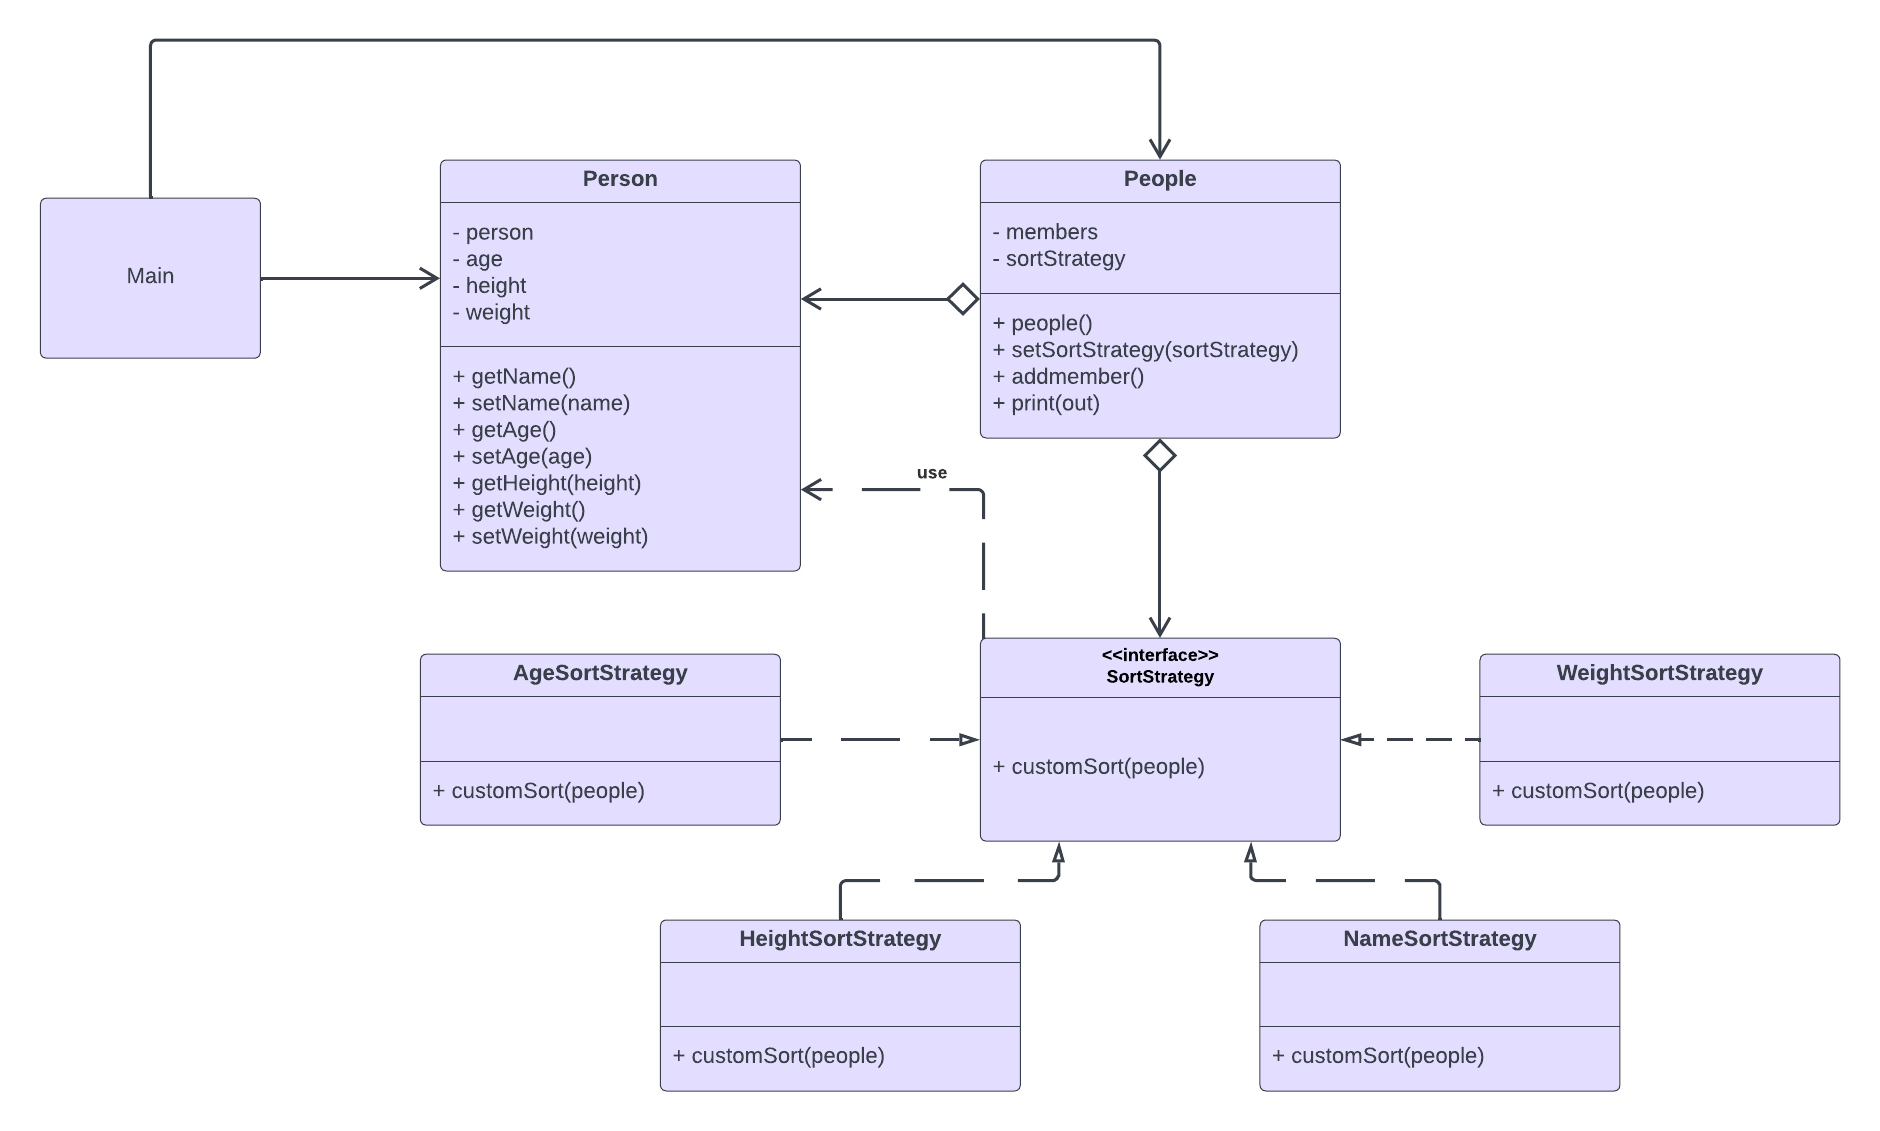 Main
Person
- person
- age
- height
- weight
+ getName()
+ setName(name)
+ getAge()
+ setAge(age)
+ getHeight(height)
+ getWeight()
+ setWeight(weight)
People
- members
- sortStrategy
+ people()
+ setSortStrategy(sortStrategy)
+ addmember()
+ print(out)
use
AgeSortStrategy
+ customSort(people)
<<interface>>
SortStrategy
+ customSort(people)
WeightSortStrategy
+ customSort(people)
HeightSortStrategy
+ customSort(people)
NameSortStrategy
+ customSort(people)